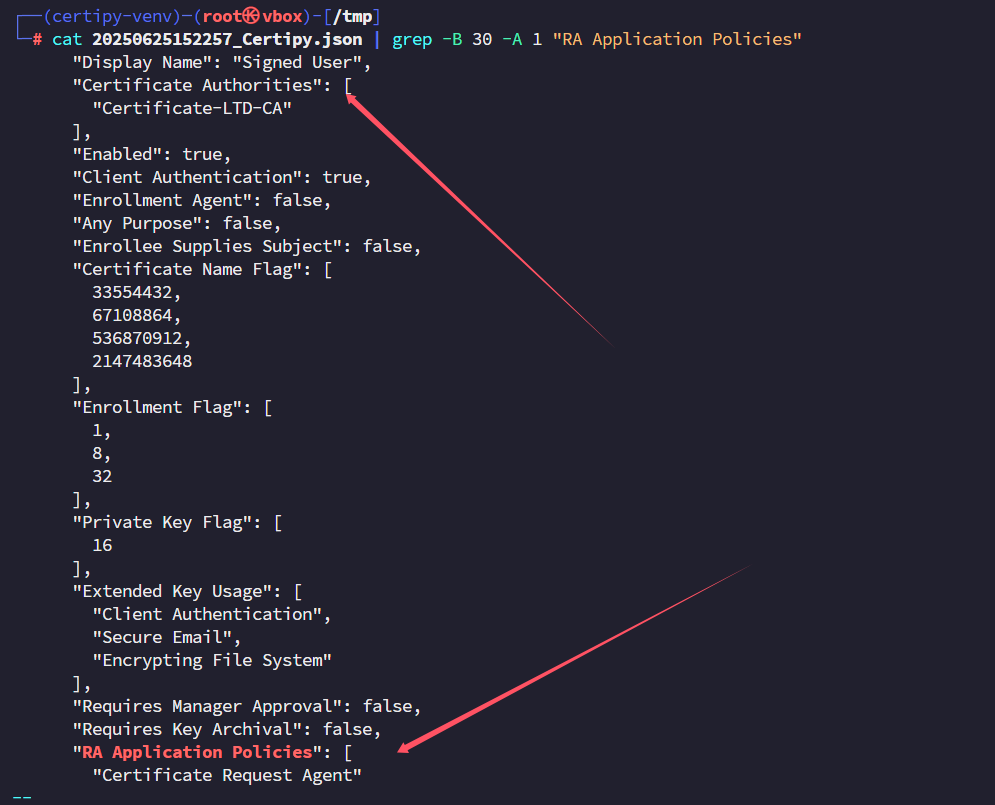 ┌──(certipy-venv)-(root㉿vbox)-[/tmp]
└─# cat 20250625152257_Certipy.json | grep -B 30 -A 1 "RA Application Policies"
      "Display Name": "Signed User",
      "Certificate Authorities": [
        "Certificate-LTD-CA"
      ],
      "Enabled": true,
      "Client Authentication": true,
      "Enrollment Agent": false,
      "Any Purpose": false,
      "Enrollee Supplies Subject": false,
      "Certificate Name Flag": [
        33554432,
        67108864,
        536870912,
        2147483648
      ],
      "Enrollment Flag": [
        1,
        8,
        32
      ],
      "Private Key Flag": [
        16
      ],
      "Extended Key Usage": [
        "Client Authentication",
        "Secure Email",
        "Encrypting File System"
      ],
      "Requires Manager Approval": false,
      "Requires Key Archival": false,
      "RA Application Policies": [
        "Certificate Request Agent"
--